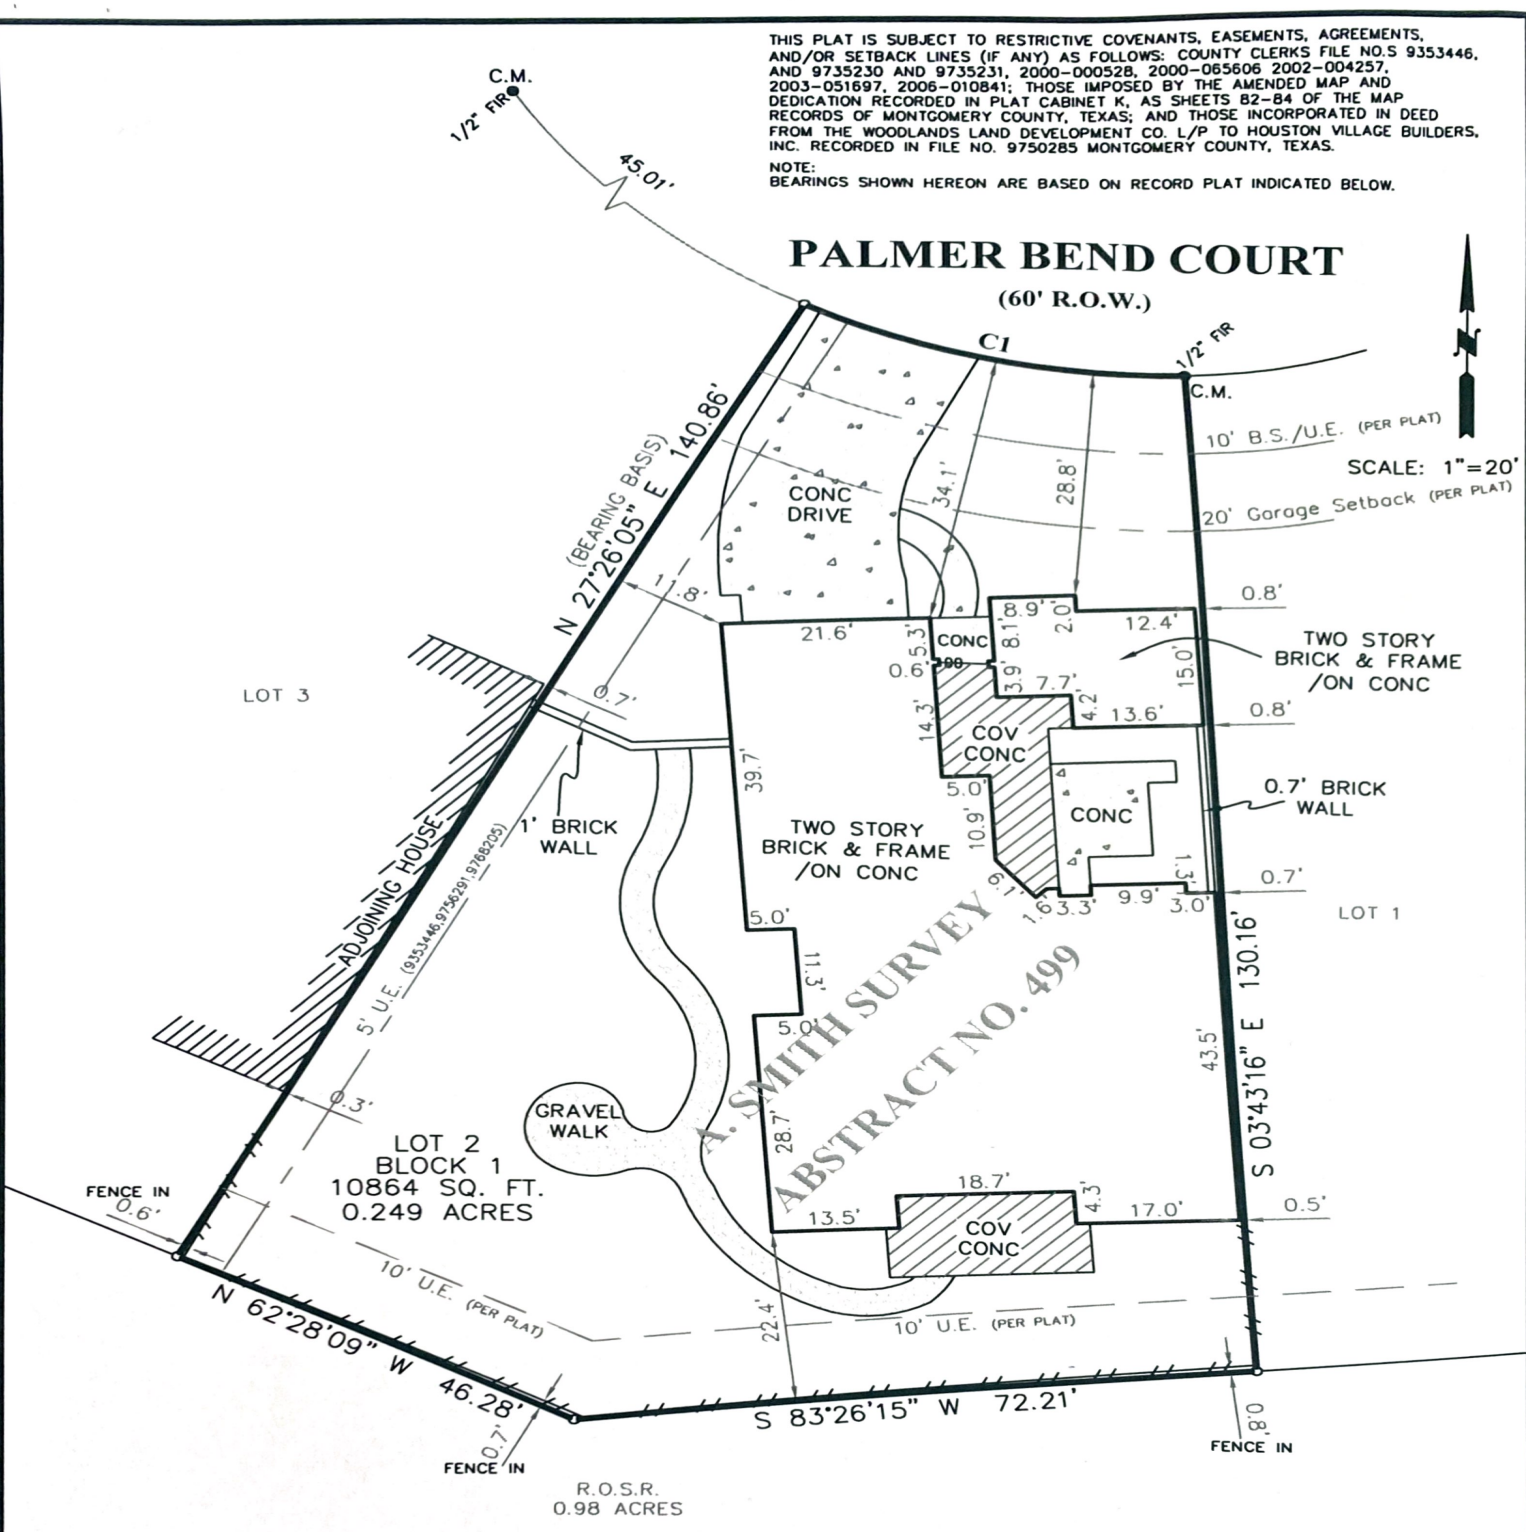 THIS PLAT IS SUBJECT TO RESTRICTIVE COVENANTS, EASEMENTS, AGREEMENTS,
AND/OR SETBACK LINES (IF ANY) AS FOLLOWS: COUNTY CLERKS FILE NO.S 9353446,
AND 9735230 AND 9735231, 2000-000528, 2000-065606 2002-004257,
2003-051697, 2006-010841; THOSE IMPOSED BY THE AMENDED MAP AND
DEDICATION RECORDED IN PLAT CABINET K, AS SHEETS 82-84 OF THE MAP
RECORDS OF MONTGOMERY COUNTY, TEXAS; AND THOSE INCORPORATED IN DEED
FROM THE WOODLANDS LAND DEVELOPMENT CO. L/P TO HOUSTON VILLAGE BUILDERS,
INC. RECORDED IN FILE NO. 9750285 MONTGOMERY COUNTY, TEXAS.
NOTE:
BEARINGS SHOWN HEREON ARE BASED ON RECORD PLAT INDICATED BELOW.
C.M.
1/2" FIR
45.01'
PALMER BEND COURT
(60' R.O.W.)
C1
1/2" FIR
C.M.
N
SCALE: 1"=20'
10' B.S./U.E. (PER PLAT)
20' Garage Setback (PER PLAT)
N 27°26'05" E 140.86'
(BEARING BASIS)
CONC
DRIVE
34.1'
28.8'
11.8'
21.6'
5.3'
CONC
8.9'
8.1'
2.0'
12.4'
0.8'
TWO STORY
BRICK & FRAME
/ON CONC
0.6'
3.9'
7.7'
4.2'
15.0'
13.6'
0.8'
LOT 3
0.7'
14.3'
COV
CONC
39.7'
5.0'
10.9'
CONC
0.7' BRICK
WALL
1' BRICK
WALL
TWO STORY
BRICK & FRAME
/ON CONC
6.1'
1.6'
3.3'
9.9'
1.3'
3.0'
0.7'
LOT 1
ADJOINING HOUSE
5' U.E. (9353446,9756291,9768205)
5.0'
11.3'
5.0'
A. SMITH SURVEY
ABSTRACT NO. 499
43.5'
S 03°43'16" E 130.16'
0.3'
GRAVEL
WALK
28.7'
LOT 2
BLOCK 1
10864 SQ. FT.
0.249 ACRES
FENCE IN
0.6'
13.5'
18.7'
4.3'
17.0'
0.5'
COV
CONC
10' U.E. (PER PLAT)
22.4'
10' U.E. (PER PLAT)
N 62°28'09" W 46.28'
S 83°26'15" W 72.21'
0.7'
FENCE IN
0.8'
FENCE IN
R.O.S.R.
0.98 ACRES